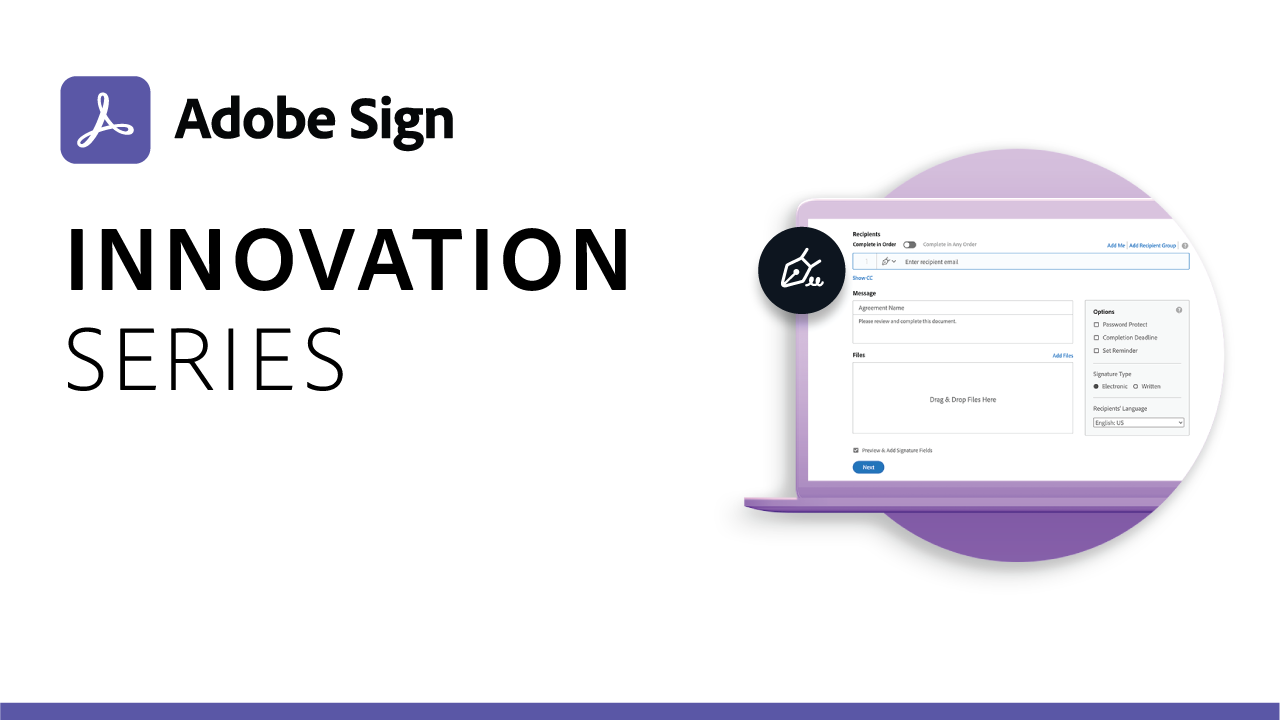 Adobe Sign
INNOVATION
SERIES
Recipients
Complete in Order Complete in Any Order Add Me Add Recipient Group ?
Enter recipient email
Show CC
Message
Agreement Name
Please review and complete this document.
Files Add Files
Drag & Drop Files Here
Options ?
Password Protect
Completion Deadline
Set Reminder
Signature Type
Electronic Written
Recipients' Language
English: US
Preview & Add Signature Fields
Next